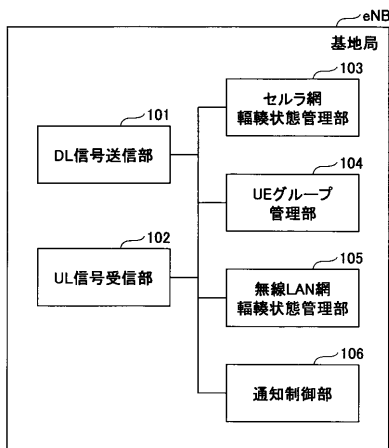 eNB
基地局
101
DL信号送信部
102
UL信号受信部
103
セルラ網
輻輳状態管理部
104
UEグループ
管理部
105
無線LAN網
輻輳状態管理部
106
通知制御部